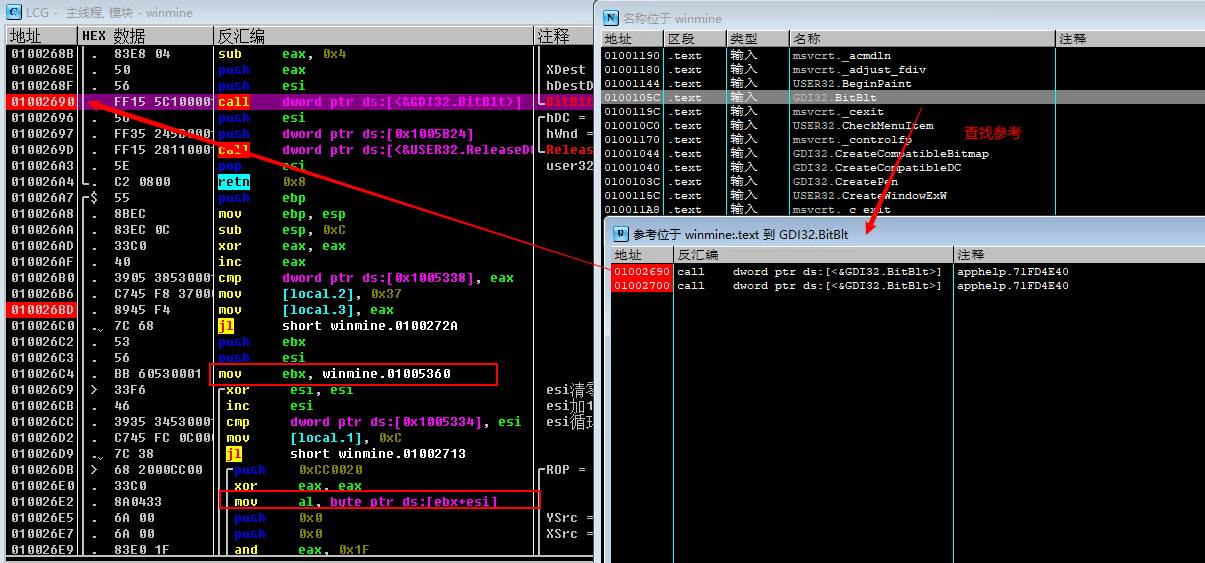 LCG - 主线程, 模块 - winmine
地址 HEX 数据 反汇编 注释
0100268B . 83E8 04 sub eax, 0x4
0100268E . 50 push eax XDest
0100268F . 56 push esi hDestD
01002690 . FF15 5C10000 call dword ptr ds:[<&GDI32.BitBlt>] BitBlt
01002696 . 56 push esi hDC =
01002697 . FF35 245B000 push dword ptr ds:[0x1005B24] hWnd =
0100269D . FF15 2811000 call dword ptr ds:[<&USER32.ReleaseDC Releas
010026A3 . 5E pop esi user32
010026A4 . C2 0800 retn 0x8
010026A7 $ 55 push ebp
010026A8 . 8BEC mov ebp, esp
010026AA . 83EC 0C sub esp, 0xC
010026AD . 33C0 xor eax, eax
010026AF . 40 inc eax
010026B0 . 3905 3853000 cmp dword ptr ds:[0x1005338], eax
010026B6 . C745 F8 3700 mov [local.2], 0x37
010026BD . 8945 F4 mov [local.3], eax
010026C0 . 7C 68 jl short winmine.0100272A
010026C2 . 53 push ebx
010026C3 . 56 push esi
010026C4 . BB 60530001 mov ebx, winmine.01005360
010026C9 > 33F6 xor esi, esi esi清零
010026CB . 46 inc esi esi加1
010026CC . 3935 3453000 cmp dword ptr ds:[0x1005334], esi esi循环
010026D2 . C745 FC 0C00 mov [local.1], 0xC
010026D9 . 7C 38 jl short winmine.01002713
010026DB > 68 2000CC00 push 0xCC0020 ROP =
010026E0 . 33C0 xor eax, eax
010026E2 . 8A0433 mov al, byte ptr ds:[ebx+esi]
010026E5 . 6A 00 push 0x0 YSrc =
010026E7 . 6A 00 push 0x0 XSrc =
010026E9 . 83E0 1F and eax, 0x1F
名称位于 winmine
地址 区段 类型 名称 注释
01001190 .text 输入 msvcrt._acmdln
01001180 .text 输入 msvcrt._adjust_fdiv
01001144 .text 输入 USER32.BeginPaint
0100105C .text 输入 GDI32.BitBlt
0100119C .text 输入 msvcrt._cexit
010010C0 .text 输入 USER32.CheckMenuItem
01001170 .text 输入 msvcrt._controlfp
01001044 .text 输入 GDI32.CreateCompatibleBitmap
01001040 .text 输入 GDI32.CreateCompatibleDC
0100103C .text 输入 GDI32.CreatePen
0100115C .text 输入 USER32.CreateWindowExW
010011A8 .text 输入 msvcrt._c_exit
查找参考
参考位于 winmine:.text 到 GDI32.BitBlt
地址 反汇编 注释
01002690 call dword ptr ds:[<&GDI32.BitBlt>] apphelp.71FD4E40
01002700 call dword ptr ds:[<&GDI32.BitBlt>] apphelp.71FD4E40